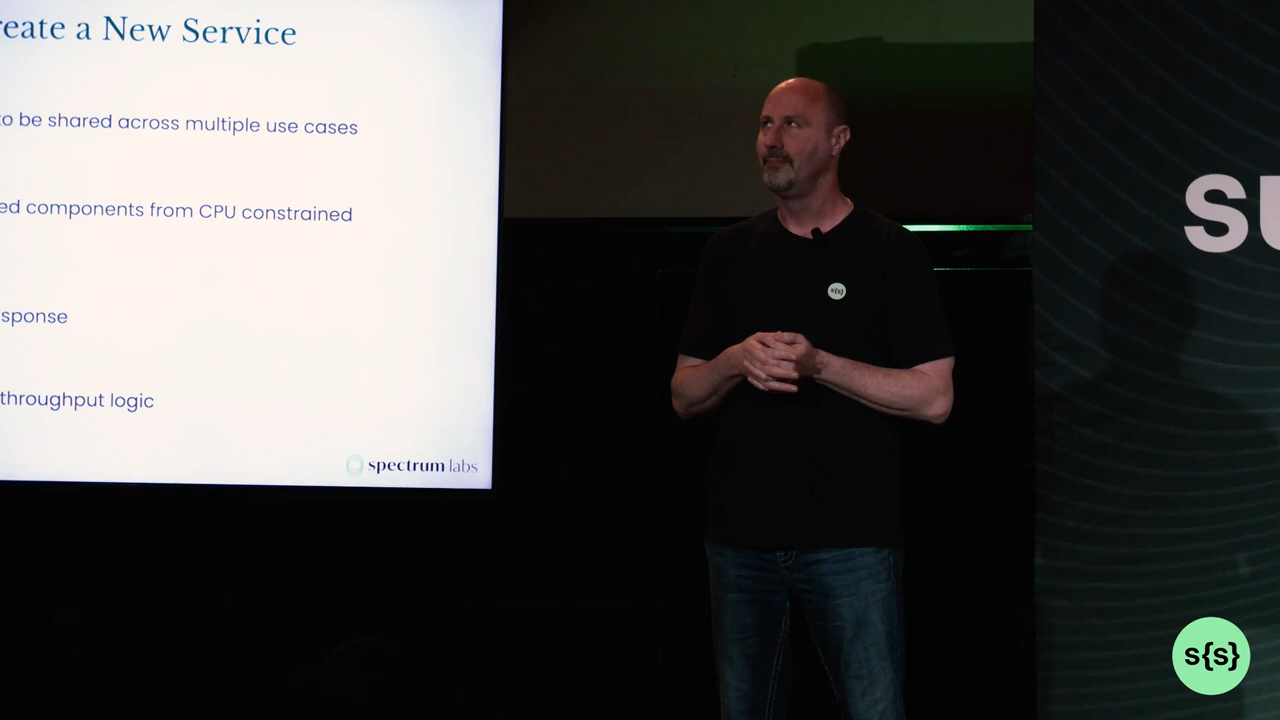 reate a New Service
to be shared across multiple use cases
ed components from CPU constrained
sponse
throughput logic
spectrum labs
s{s}
su
s{s}